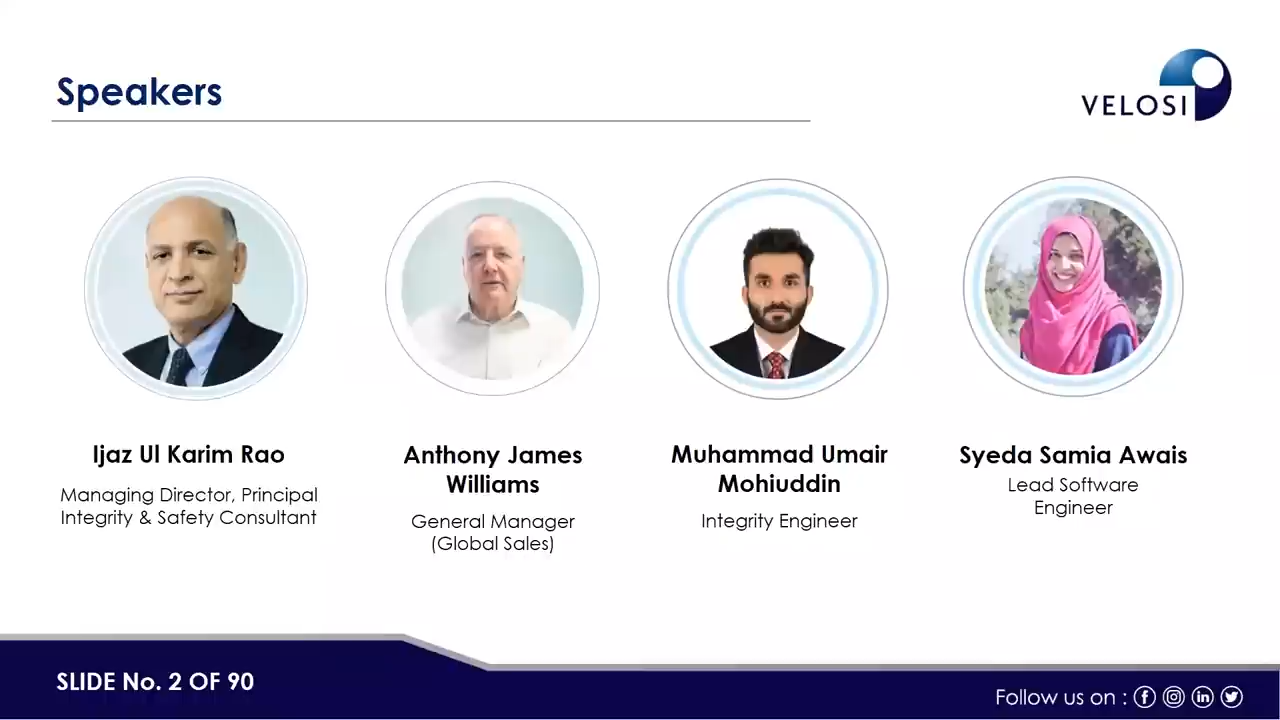 Speakers
VELOSI
Ijaz Ul Karim Rao
Managing Director, Principal
Integrity & Safety Consultant
Anthony James
Williams
General Manager
(Global Sales)
Muhammad Umair
Mohiuddin
Integrity Engineer
Syeda Samia Awais
Lead Software
Engineer
SLIDE No. 2 OF 90
Follow us on :